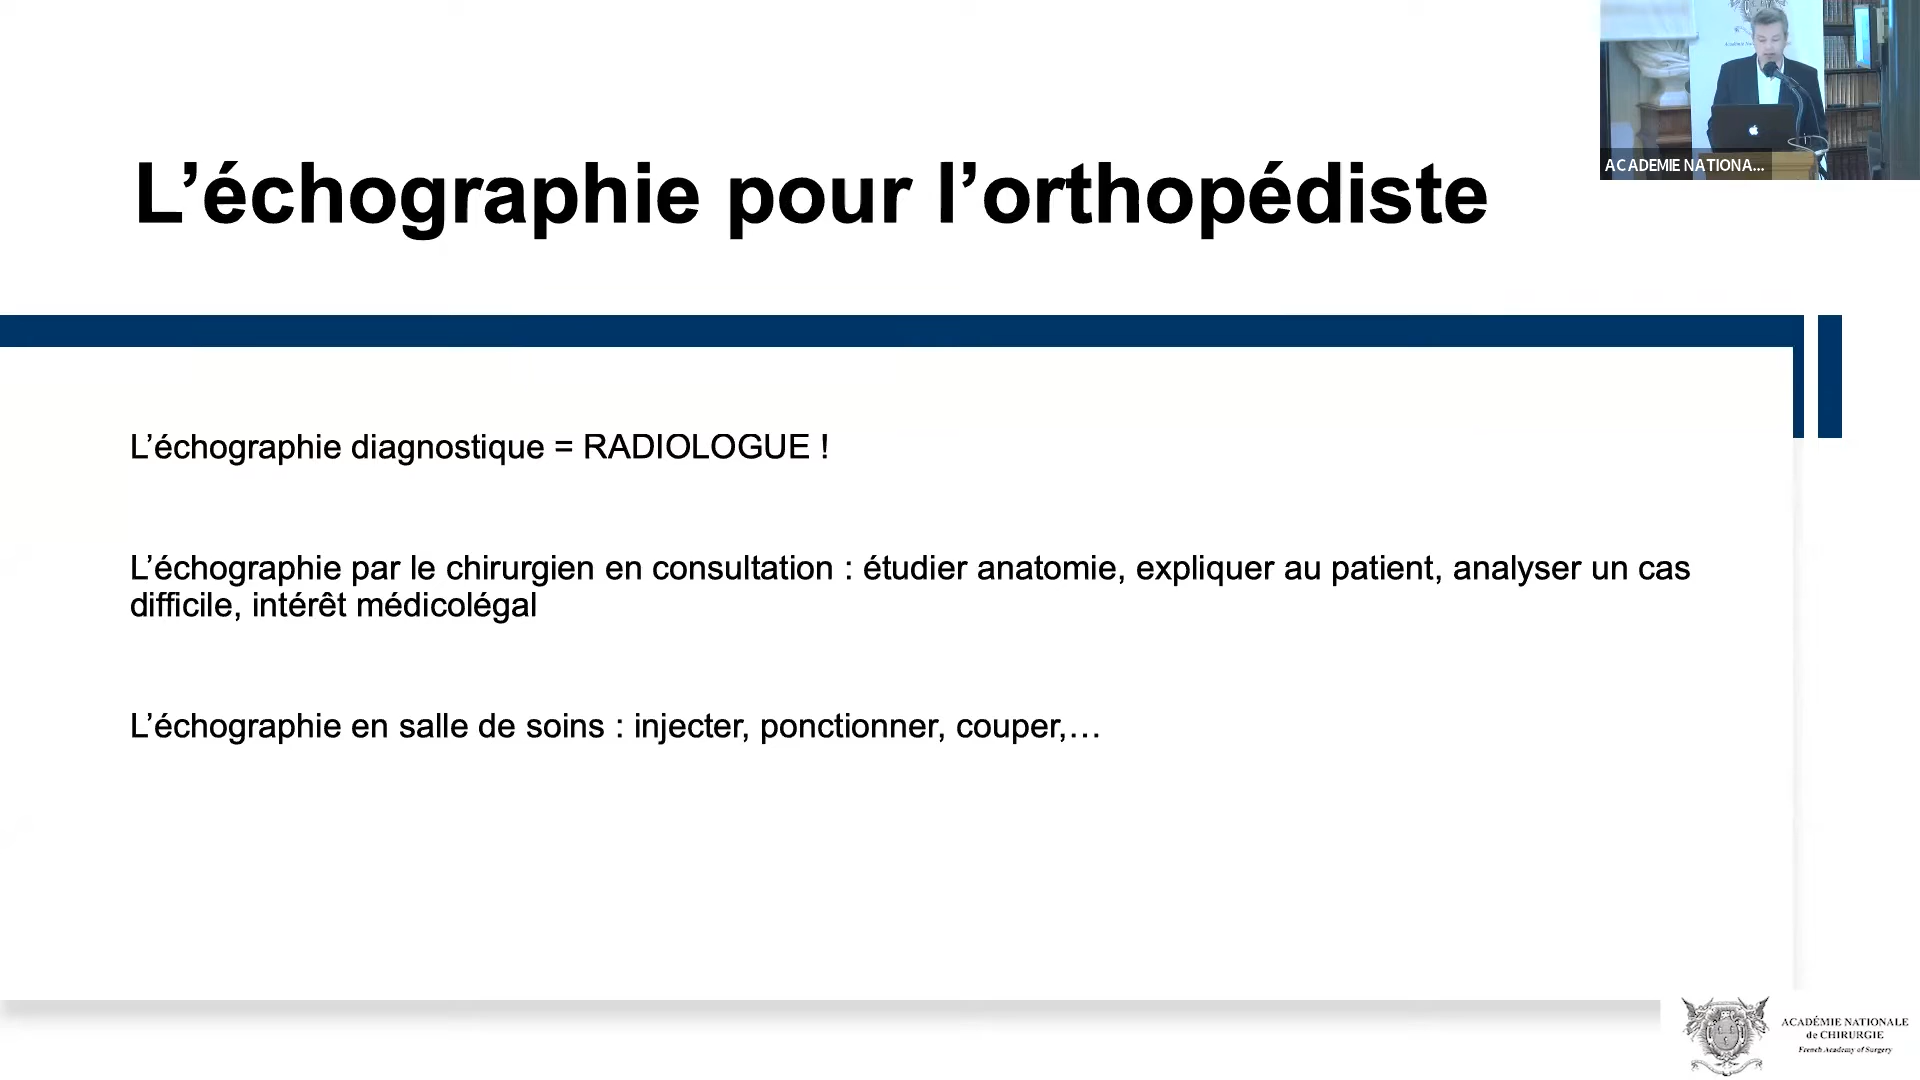 L’échographie pour l’orthopédiste
ACADEMIE NATIONA...
L’échographie diagnostique = RADIOLOGUE !
L’échographie par le chirurgien en consultation : étudier anatomie, expliquer au patient, analyser un cas
difficile, intérêt médicolégal
L’échographie en salle de soins : injecter, ponctionner, couper,…
ACADÉMIE NATIONALE
de CHIRURGIE
French Academy of Surgery